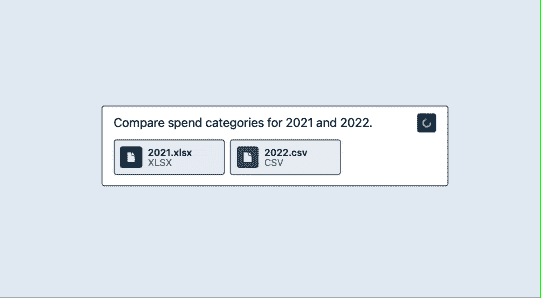 Compare spend categories for 2021 and 2022.
2021.xlsx
XLSX
2022.csv
CSV